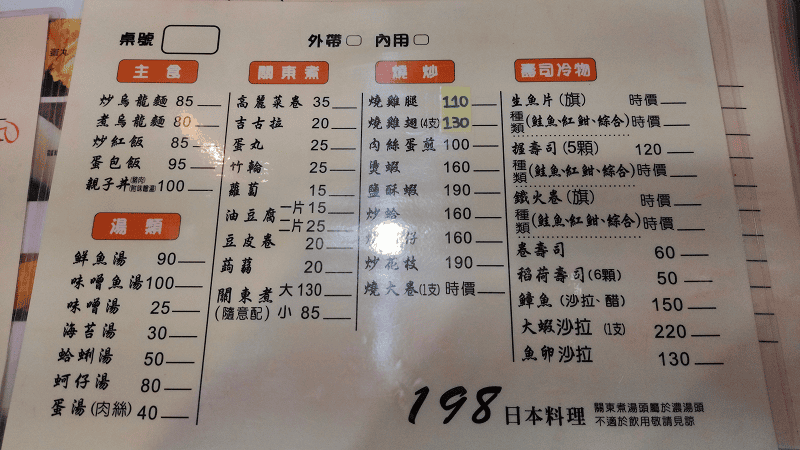 桌號 外帶 內用
主食
炒烏龍麵 85
煮烏龍麵 80
炒紅飯 85
蛋包飯 95
親子丼 100
湯類
鮮魚湯 90
味噌魚湯 100
味噌湯 25
海苔湯 30
蛤蜊湯 50
蚵仔湯 80
蛋湯(肉絲) 40
關東煮
高麗菜卷 35
吉古拉 20
蛋丸 25
竹輪 25
蘿蔔 15
油豆腐 一片 15
二片 25
豆皮卷 20
蒟蒻 20
關東煮 大 130
(隨意配) 小 85
燒炒
燒雞腿 110
燒雞翅(4支) 130
肉絲蛋煎 100
燙蝦 160
鹽酥蝦 190
炒蛤 160
仔 160
炒花枝 190
燒大卷(1支) 時價
壽司冷物
生魚片(旗) 時價
種類(鮭魚、紅魽、綜合) 時價
握壽司(5顆) 120
種類(鮭魚、紅魽、綜合)
鐵火卷(旗) 時價
種類(鮭魚、紅魽、綜合) 時價
卷壽司 60
稻荷壽司(6顆) 50
鱆魚(沙拉、醋) 150
大蝦沙拉(1支) 220
魚卵沙拉 130
198 日本料理
關東煮湯頭屬於濃湯頭
不適於飲用敬請見諒